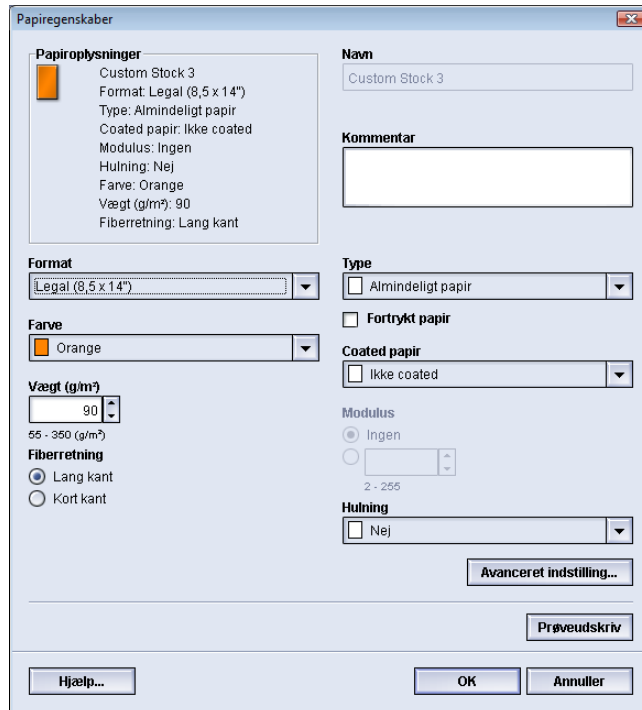 Papiregenskaber
Papiroplysninger
Custom Stock 3
Format: Legal (8,5 x 14")
Type: Almindeligt papir
Coated papir: Ikke coated
Modulus: Ingen
Hulning: Nej
Farve: Orange
Vægt (g/m²): 90
Fiberretning: Lang kant
Navn
Custom Stock 3
Kommentar
Format
Legal (8,5 x 14")
Farve
Orange
Vægt (g/m²)
90
55 - 350 (g/m²)
Fiberretning
Lang kant
Kort kant
Type
Almindeligt papir
Fortrykt papir
Coated papir
Ikke coated
Modulus
Ingen
2 - 255
Hulning
Nej
Avanceret indstilling...
Prøveudskriv
Hjælp...
OK
Annuller